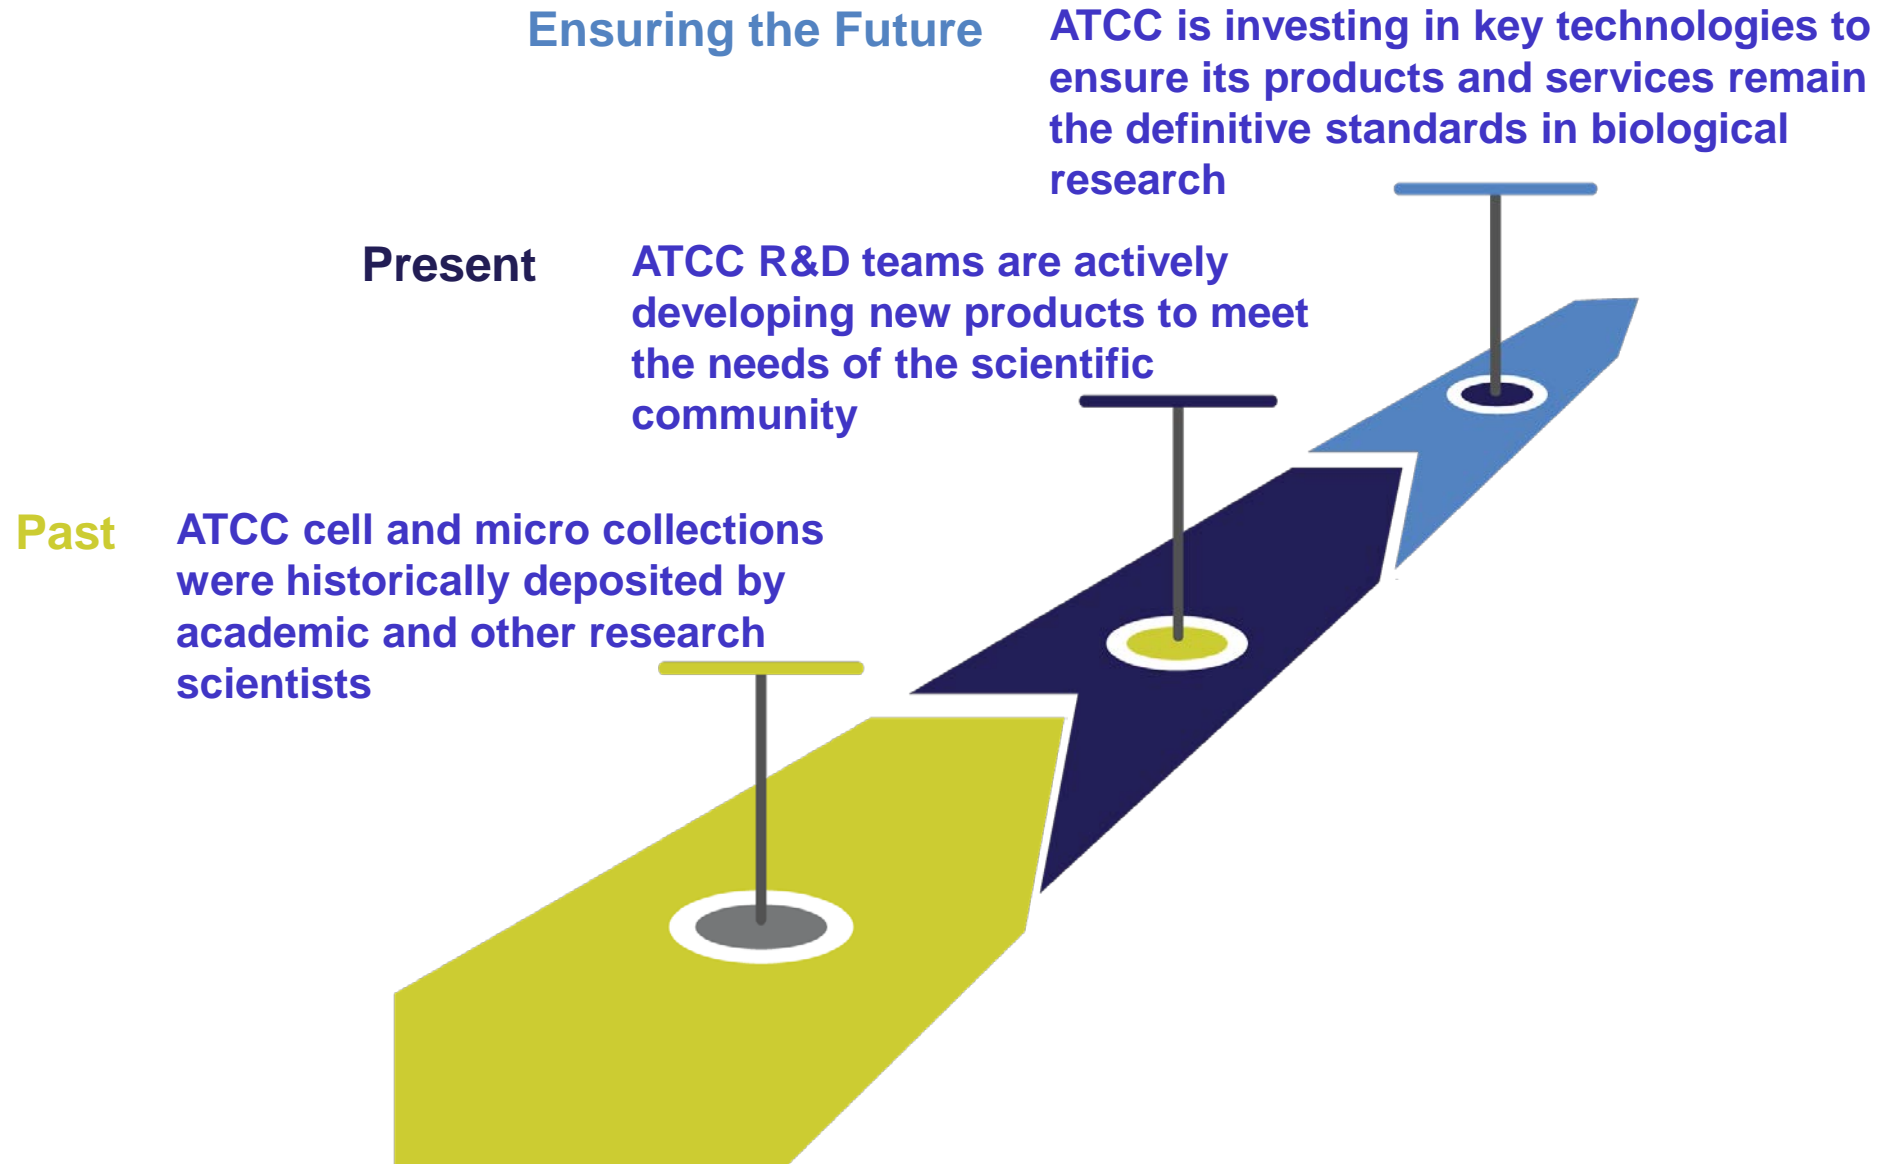 Ensuring the Future
ATCC is investing in key technologies to
ensure its products and services remain
the definitive standards in biological
research
Present
ATCC R&D teams are actively
developing new products to meet
the needs of the scientific
community
Past
ATCC cell and micro collections
were historically deposited by
academic and other research
scientists